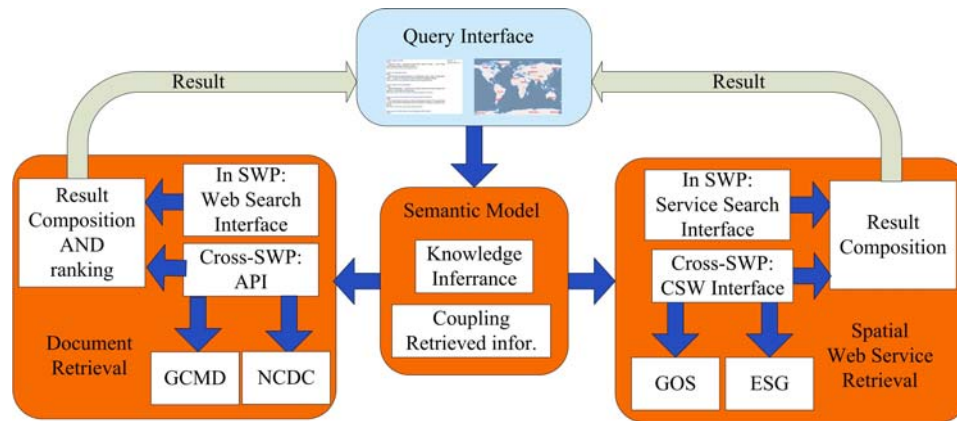 Query Interface
Result
Result
In SWP:
Web Search
Interface
Result
Composition
AND
ranking
Cross-SWP:
API
Document
Retrieval
GCMD
NCDC
Semantic Model
Knowledge
Inferrance
Coupling
Retrieved infor.
In SWP:
Service Search
Interface
Result
Composition
Cross-SWP:
CSW Interface
Spatial
Web Service
Retrieval
GOS
ESG